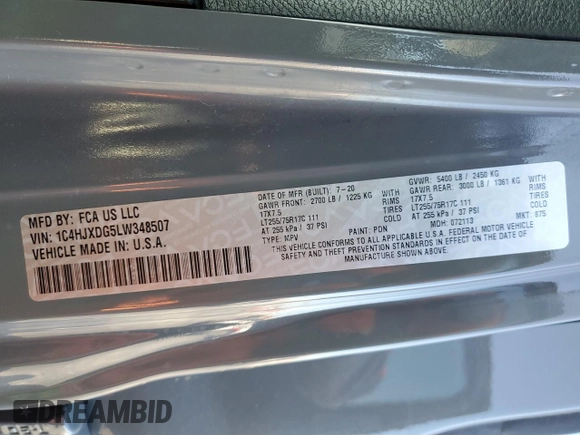 MFD BY: FCA US LLC
VIN: 1C4HJXDG5LW348507
VEHICLE MADE IN: U.S.A.
DATE OF MFR (BUILT): 7-20
GAWR FRONT: 2700 LB / 1225 KG
17X7.5 RIMS
LT255/75R17C 111 TIRES
AT 255 kPa / 37 PSI COLD
TYPE: MPV PAINT: PDN
GVWR: 5400 LB / 2450 KG
GAWR REAR: 3000 LB / 1361 KG
17X7.5 RIMS
LT255/75R17C 111 TIRES
AT 255 kPa / 37 PSI COLD
MDH: 072113 MKT: 875
THIS VEHICLE CONFORMS TO ALL APPLICABLE U.S.A. FEDERAL MOTOR VEHICLE
SAFETY AND THEFT PREVENTION STANDARDS IN EFFECT ON THE DATE OF
MANUFACTURE SHOWN ABOVE.
DREAMBID.COM